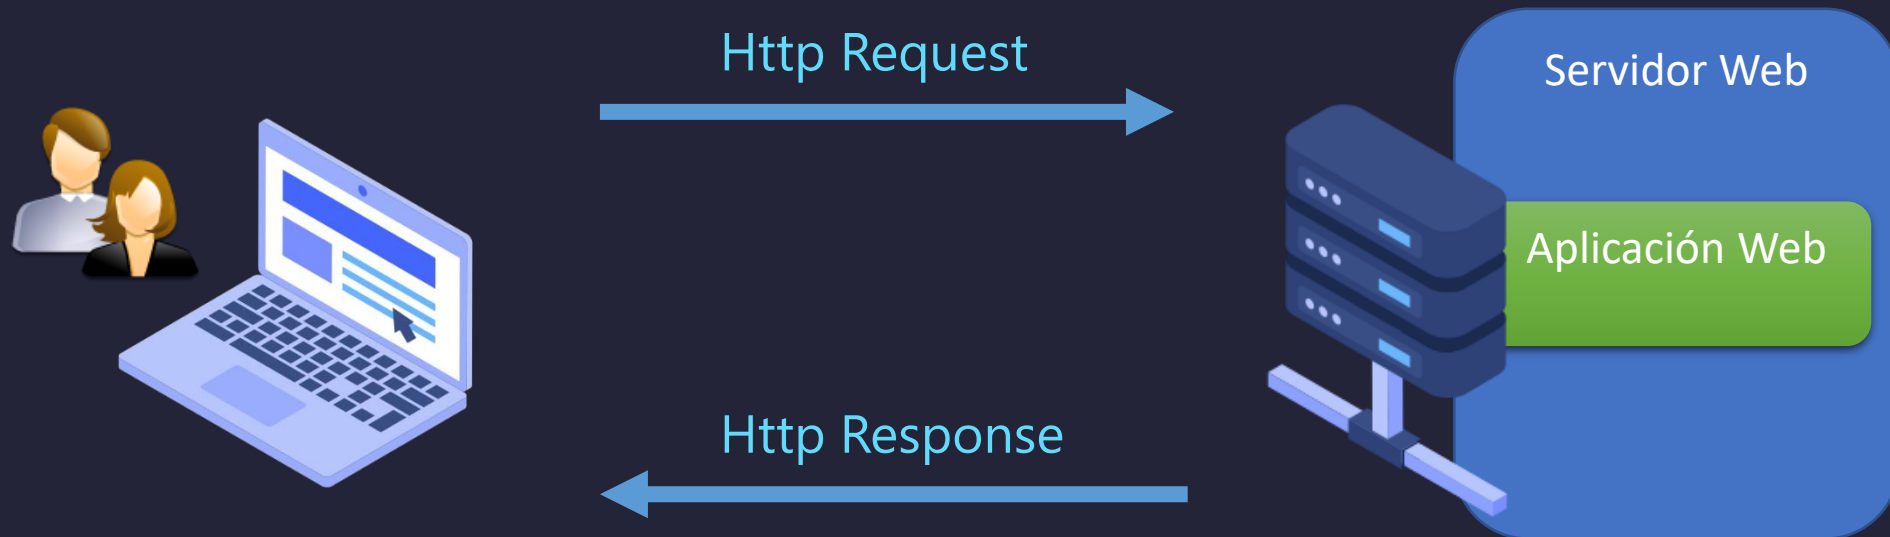 Http Request
Servidor Web
Aplicación Web
Http Response